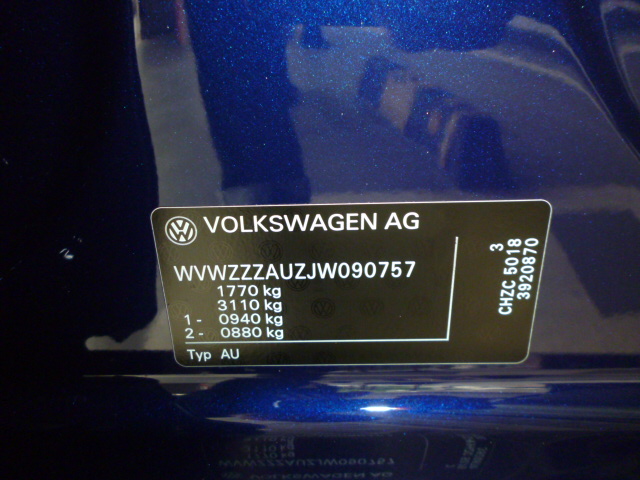 VOLKSWAGEN AG
WVWZZZAUZJW090757
1770 kg
3110 kg
1- 0940 kg
2- 0880 kg
Typ AU
3
CHZC 5018
3920870
WVWZZZAUZJW090757